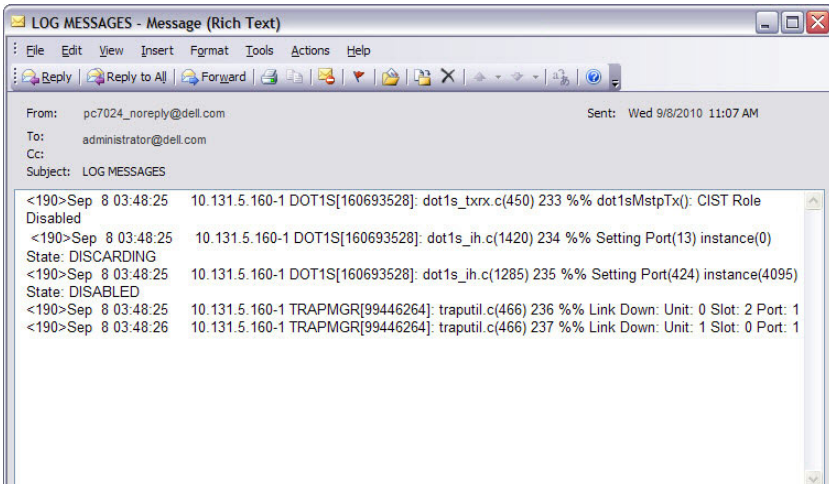 LOG MESSAGES - Message (Rich Text)
File Edit View Insert Format Tools Actions Help
Reply Reply to All Forward
From: pc7024_noreply@dell.com Sent: Wed 9/8/2010 11:07 AM
To: administrator@dell.com
Cc:
Subject: LOG MESSAGES
<190>Sep 8 03:48:25 10.131.5.160-1 DOT1S[160693528]: dot1s_txrx.c(450) 233 %% dot1sMstpTx(): CIST Role
Disabled
<190>Sep 8 03:48:25 10.131.5.160-1 DOT1S[160693528]: dot1s_ih.c(1420) 234 %% Setting Port(13) instance(0)
State: DISCARDING
<190>Sep 8 03:48:25 10.131.5.160-1 DOT1S[160693528]: dot1s_ih.c(1285) 235 %% Setting Port(424) instance(4095)
State: DISABLED
<190>Sep 8 03:48:25 10.131.5.160-1 TRAPMGR[99446264]: traputil.c(466) 236 %% Link Down: Unit: 0 Slot: 2 Port: 1
<190>Sep 8 03:48:26 10.131.5.160-1 TRAPMGR[99446264]: traputil.c(466) 237 %% Link Down: Unit: 1 Slot: 0 Port: 1